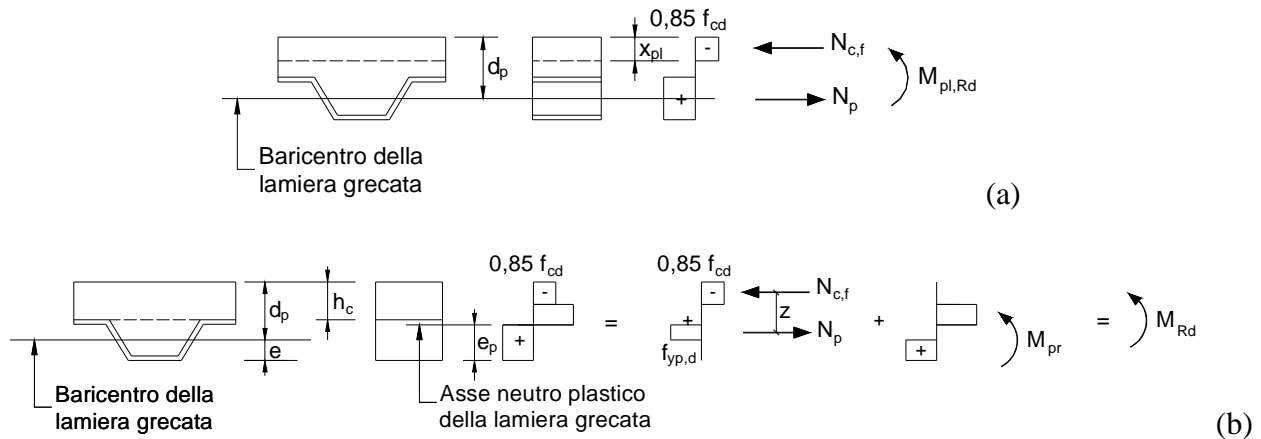 0,85 f_cd
d_p
x_pl
-
+
N_c,f
N_p
M_pl,Rd
Baricentro della
lamiera grecata
(a)
0,85 f_cd
0,85 f_cd
d_p
e
h_c
e_p
-
+
=
-
+
f_yp,d
z
N_c,f
N_p
+
+
M_pr
=
M_Rd
Baricentro della
lamiera grecata
Asse neutro plastico
della lamiera grecata
(b)